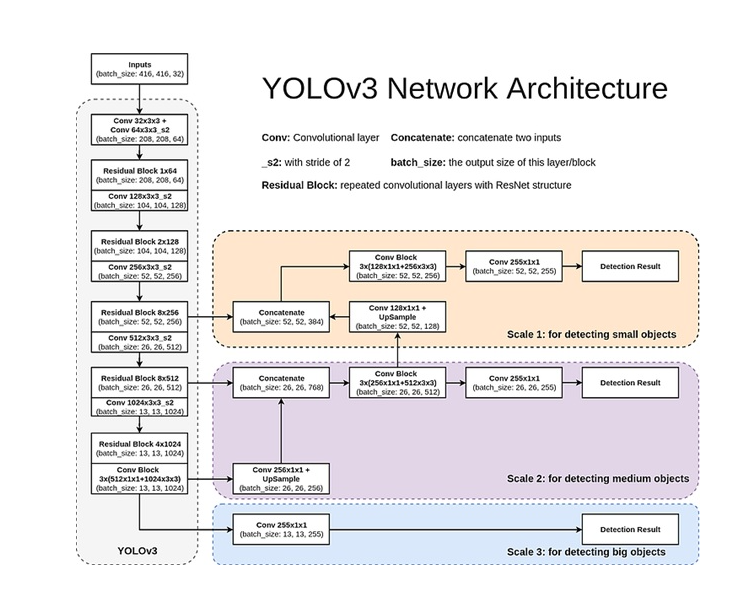 YOLOv3 Network Architecture
Conv: Convolutional layer Concatenate: concatenate two inputs
_s2: with stride of 2 batch_size: the output size of this layer/block
Residual Block: repeated convolutional layers with ResNet structure
Inputs
(batch_size: 416, 416, 32)
Conv 32x3x3 +
Conv 64x3x3_s2
(batch_size: 208, 208, 64)
Residual Block 1x64
(batch_size: 208, 208, 64)
Conv 128x3x3_s2
(batch_size: 104, 104, 128)
Residual Block 2x128
(batch_size: 104, 104, 128)
Conv 256x3x3_s2
(batch_size: 52, 52, 256)
Residual Block 8x256
(batch_size: 52, 52, 256)
Conv 512x3x3_s2
(batch_size: 26, 26, 512)
Residual Block 8x512
(batch_size: 26, 26, 512)
Conv 1024x3x3_s2
(batch_size: 13, 13, 1024)
Residual Block 4x1024
(batch_size: 13, 13, 1024)
Conv Block
3x(512x1x1+1024x3x3)
(batch_size: 13, 13, 1024)
YOLOv3
Conv Block
3x(128x1x1+256x3x3)
(batch_size: 52, 52, 256)
Conv 255x1x1
(batch_size: 52, 52, 255)
Detection Result
Concatenate
(batch_size: 52, 52, 384)
Conv 128x1x1 +
UpSample
(batch_size: 52, 52, 128)
Scale 1: for detecting small objects
Concatenate
(batch_size: 26, 26, 768)
Conv Block
3x(256x1x1+512x3x3)
(batch_size: 26, 26, 512)
Conv 255x1x1
(batch_size: 26, 26, 255)
Detection Result
Conv 256x1x1 +
UpSample
(batch_size: 26, 26, 256)
Scale 2: for detecting medium objects
Conv 255x1x1
(batch_size: 13, 13, 255)
Detection Result
Scale 3: for detecting big objects